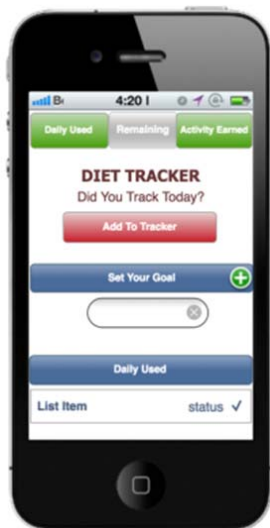 4:20
Daily Used
Remaining
Activity Earned
DIET TRACKER
Did You Track Today?
Add To Tracker
Set Your Goal
Daily Used
List Item status